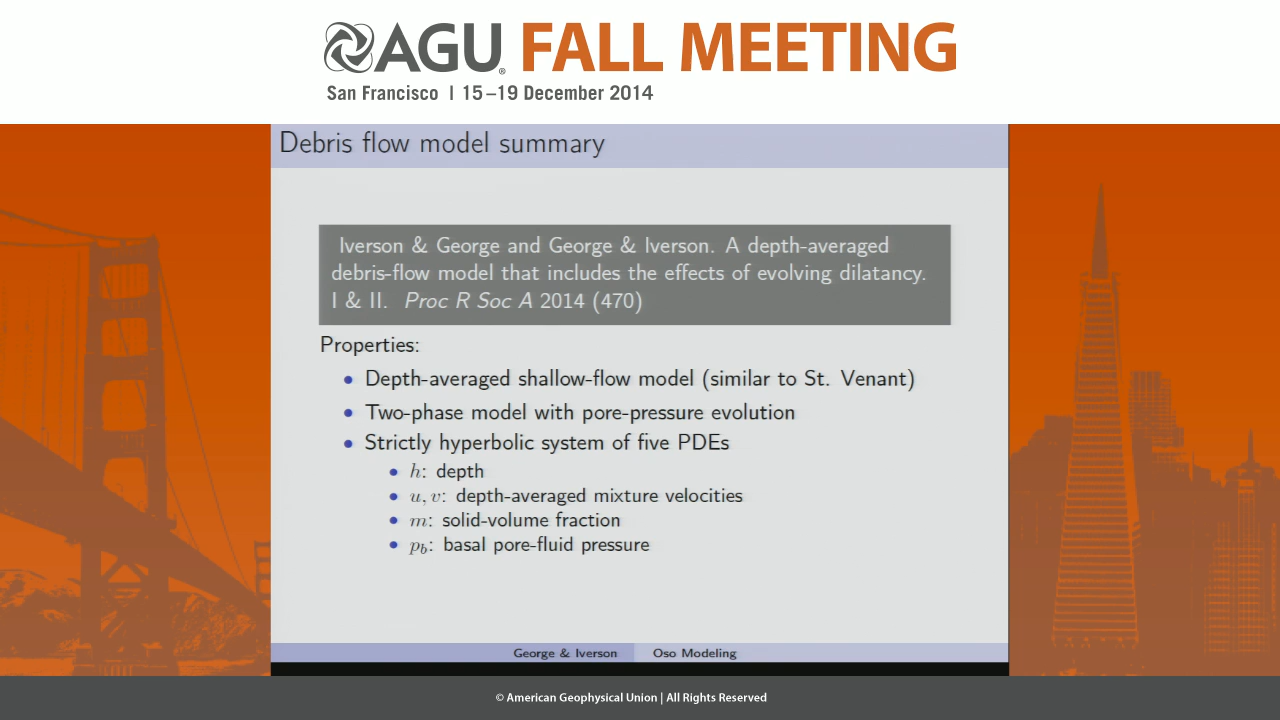 AGU® FALL MEETING
San Francisco | 15–19 December 2014
Debris flow model summary
Iverson & George and George & Iverson. A depth-averaged
debris-flow model that includes the effects of evolving dilatancy.
I & II. Proc R Soc A 2014 (470)
Properties:
• Depth-averaged shallow-flow model (similar to St. Venant)
• Two-phase model with pore-pressure evolution
• Strictly hyperbolic system of five PDEs
• h: depth
• u, v: depth-averaged mixture velocities
• m: solid-volume fraction
• p_b: basal pore-fluid pressure
George & Iverson Oso Modeling
© American Geophysical Union | All Rights Reserved